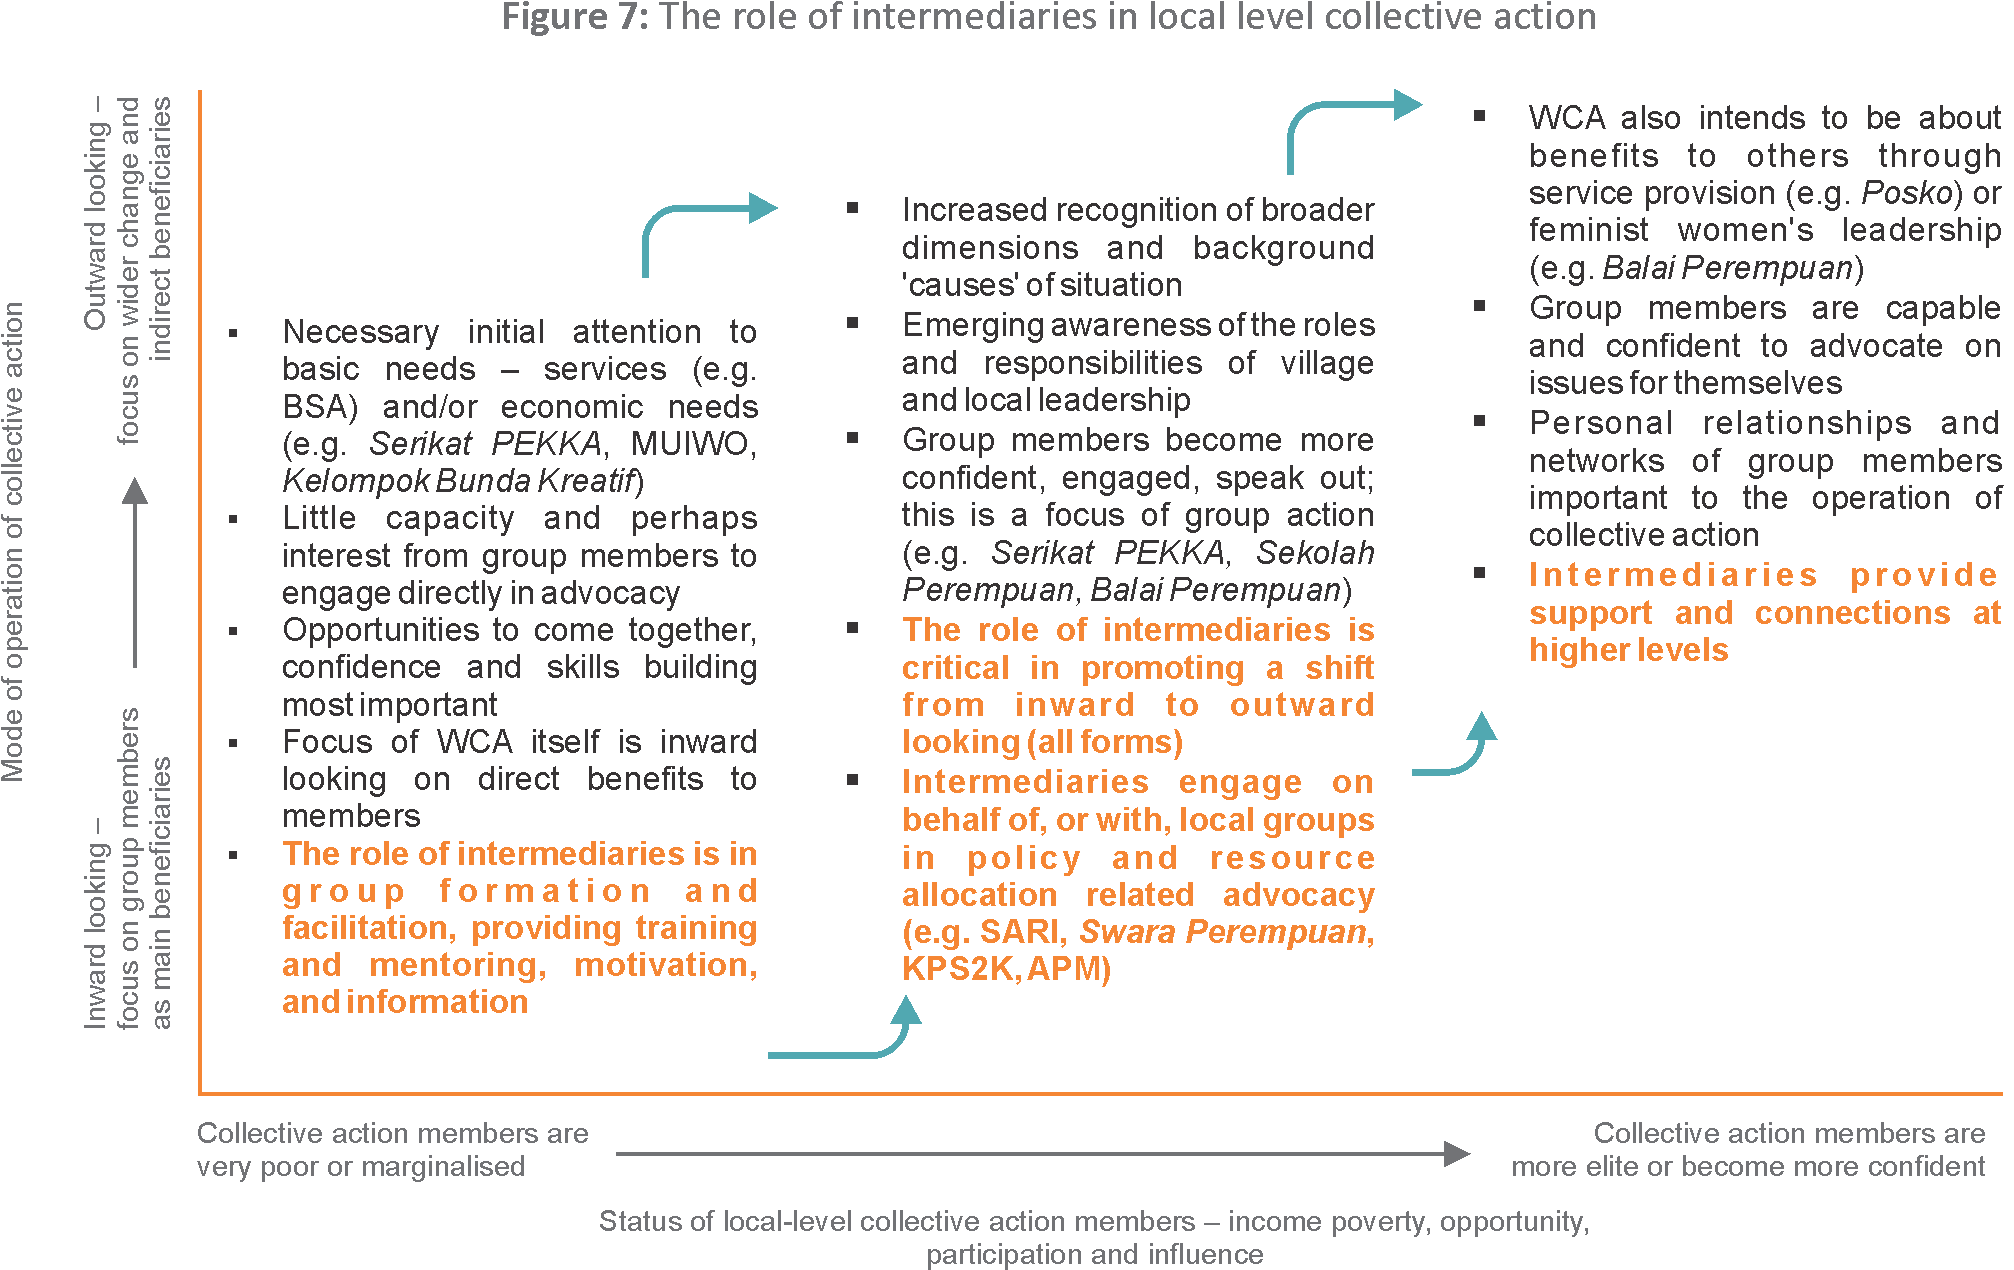 Figure 7: The role of intermediaries in local level collective action
Mode of operation of collective action
Outward looking –
focus on wider change and
indirect beneficiaries
Inward looking –
focus on group members
as main beneficiaries
▪ Necessary initial attention to
basic needs – services (e.g.
BSA) and/or economic needs
(e.g. Serikat PEKKA, MUIWO,
Kelompok Bunda Kreatif)
▪ Little capacity and perhaps
interest from group members to
engage directly in advocacy
▪ Opportunities to come together,
confidence and skills building
most important
▪ Focus of WCA itself is inward
looking on direct benefits to
members
▪ The role of intermediaries is in
group formation and
facilitation, providing training
and mentoring, motivation,
and information
▪ Increased recognition of broader
dimensions and background
'causes' of situation
▪ Emerging awareness of the roles
and responsibilities of village
and local leadership
▪ Group members become more
confident, engaged, speak out;
this is a focus of group action
(e.g. Serikat PEKKA, Sekolah
Perempuan, Balai Perempuan)
▪ The role of intermediaries is
critical in promoting a shift
from inward to outward
looking (all forms)
▪ Intermediaries engage on
behalf of, or with, local groups
in policy and resource
allocation related advocacy
(e.g. SARI, Swara Perempuan,
KPS2K, APM)
▪ WCA also intends to be about
benefits to others through
service provision (e.g. Posko) or
feminist women's leadership
(e.g. Balai Perempuan)
▪ Group members are capable
and confident to advocate on
issues for themselves
▪ Personal relationships and
networks of group members
important to the operation of
collective action
▪ Intermediaries provide
support and connections at
higher levels
Collective action members are
very poor or marginalised
Collective action members are
more elite or become more confident
Status of local-level collective action members – income poverty, opportunity,
participation and influence